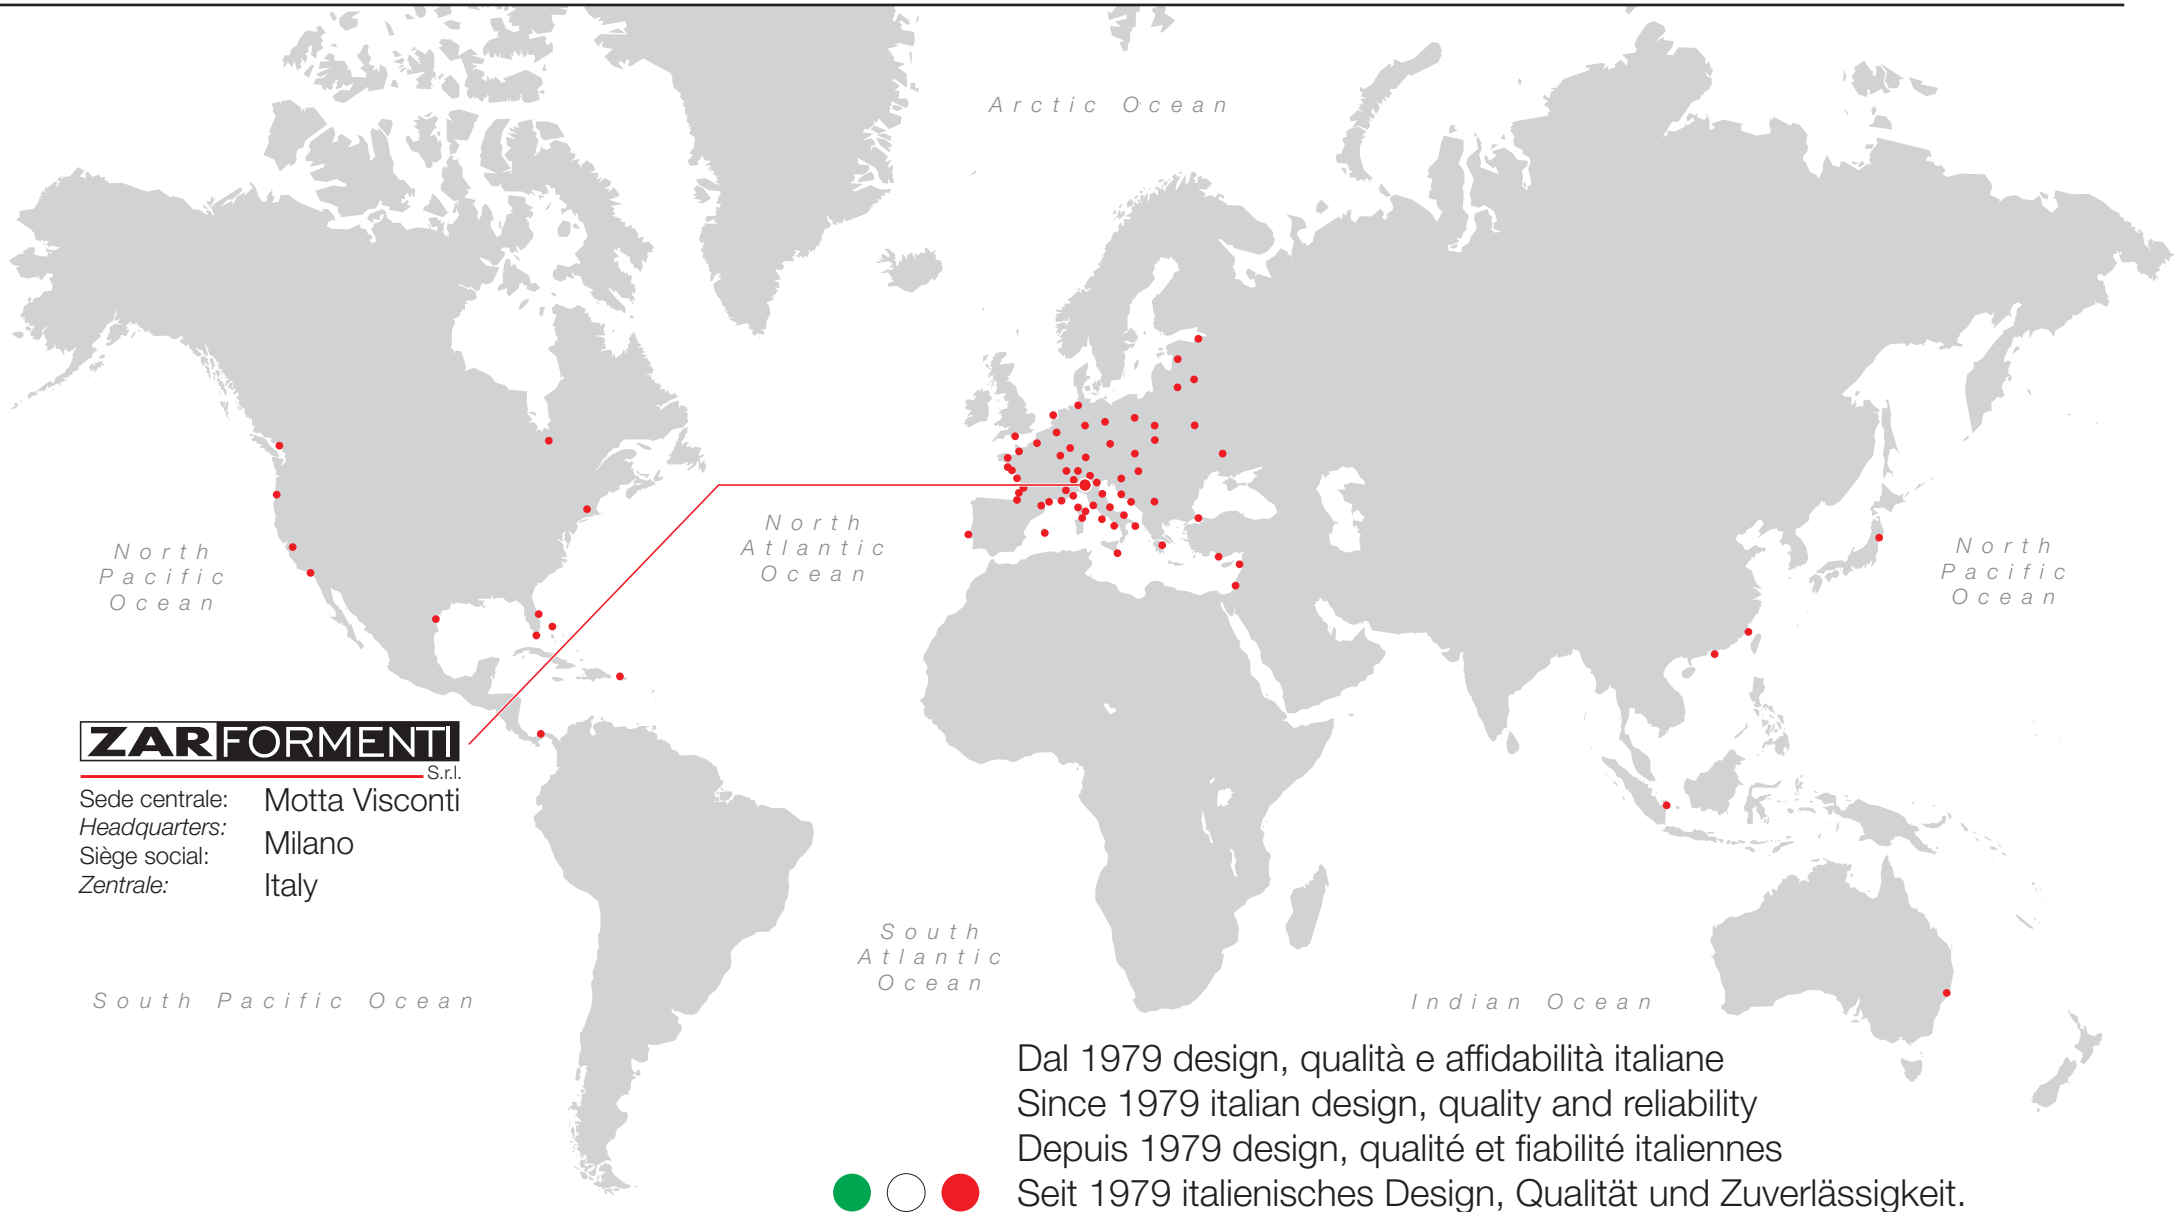 Arctic Ocean
North
Pacific
Ocean
North
Atlantic
Ocean
North
Pacific
Ocean
ZARFORMENTI
S.r.l.
Sede centrale:
Headquarters:
Siège social:
Zentrale:
Motta Visconti
Milano
Italy
South
Atlantic
Ocean
South Pacific Ocean
Indian Ocean
Dal 1979 design, qualità e affidabilità italiane
Since 1979 italian design, quality and reliability
Depuis 1979 design, qualité et fiabilité italiennes
Seit 1979 italienisches Design, Qualität und Zuverlässigkeit.